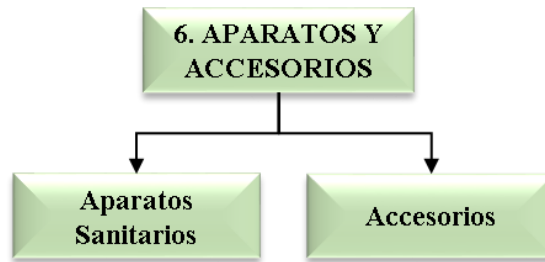 6. APARATOS Y
ACCESORIOS
Aparatos
Sanitarios
Accesorios